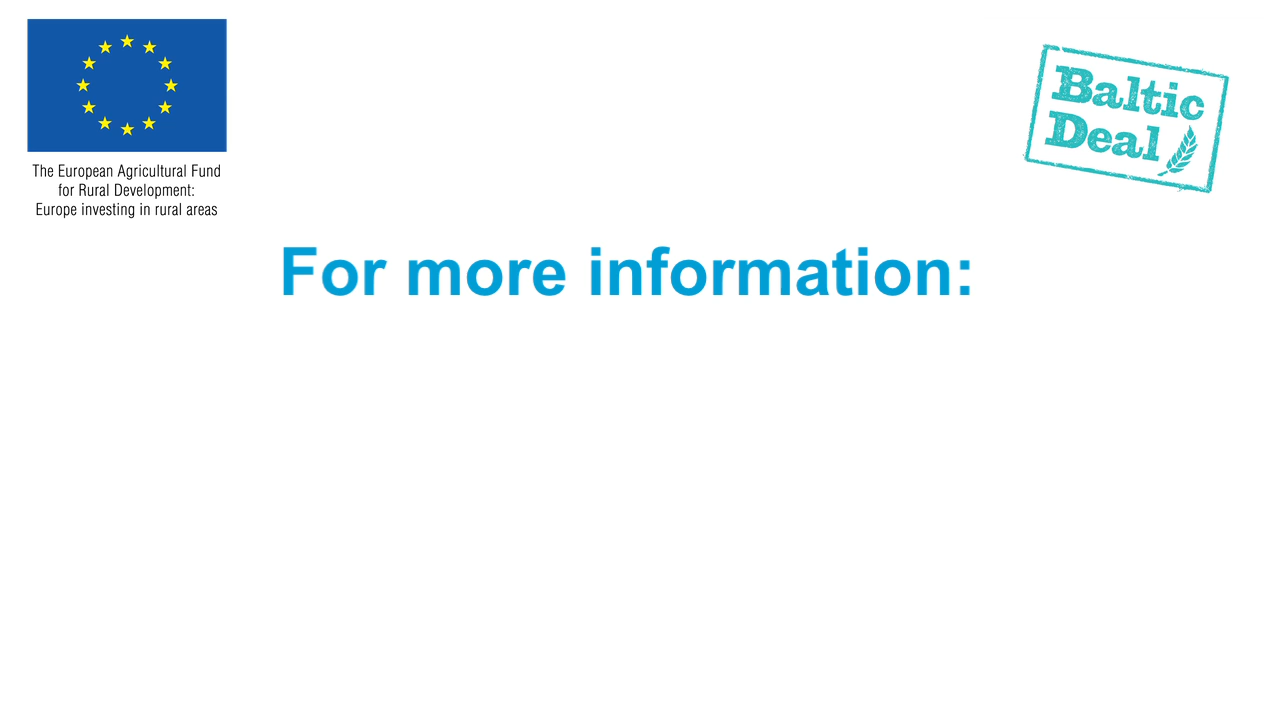 The European Agricultural Fund
for Rural Development:
Europe investing in rural areas
Baltic
Deal
For more information: